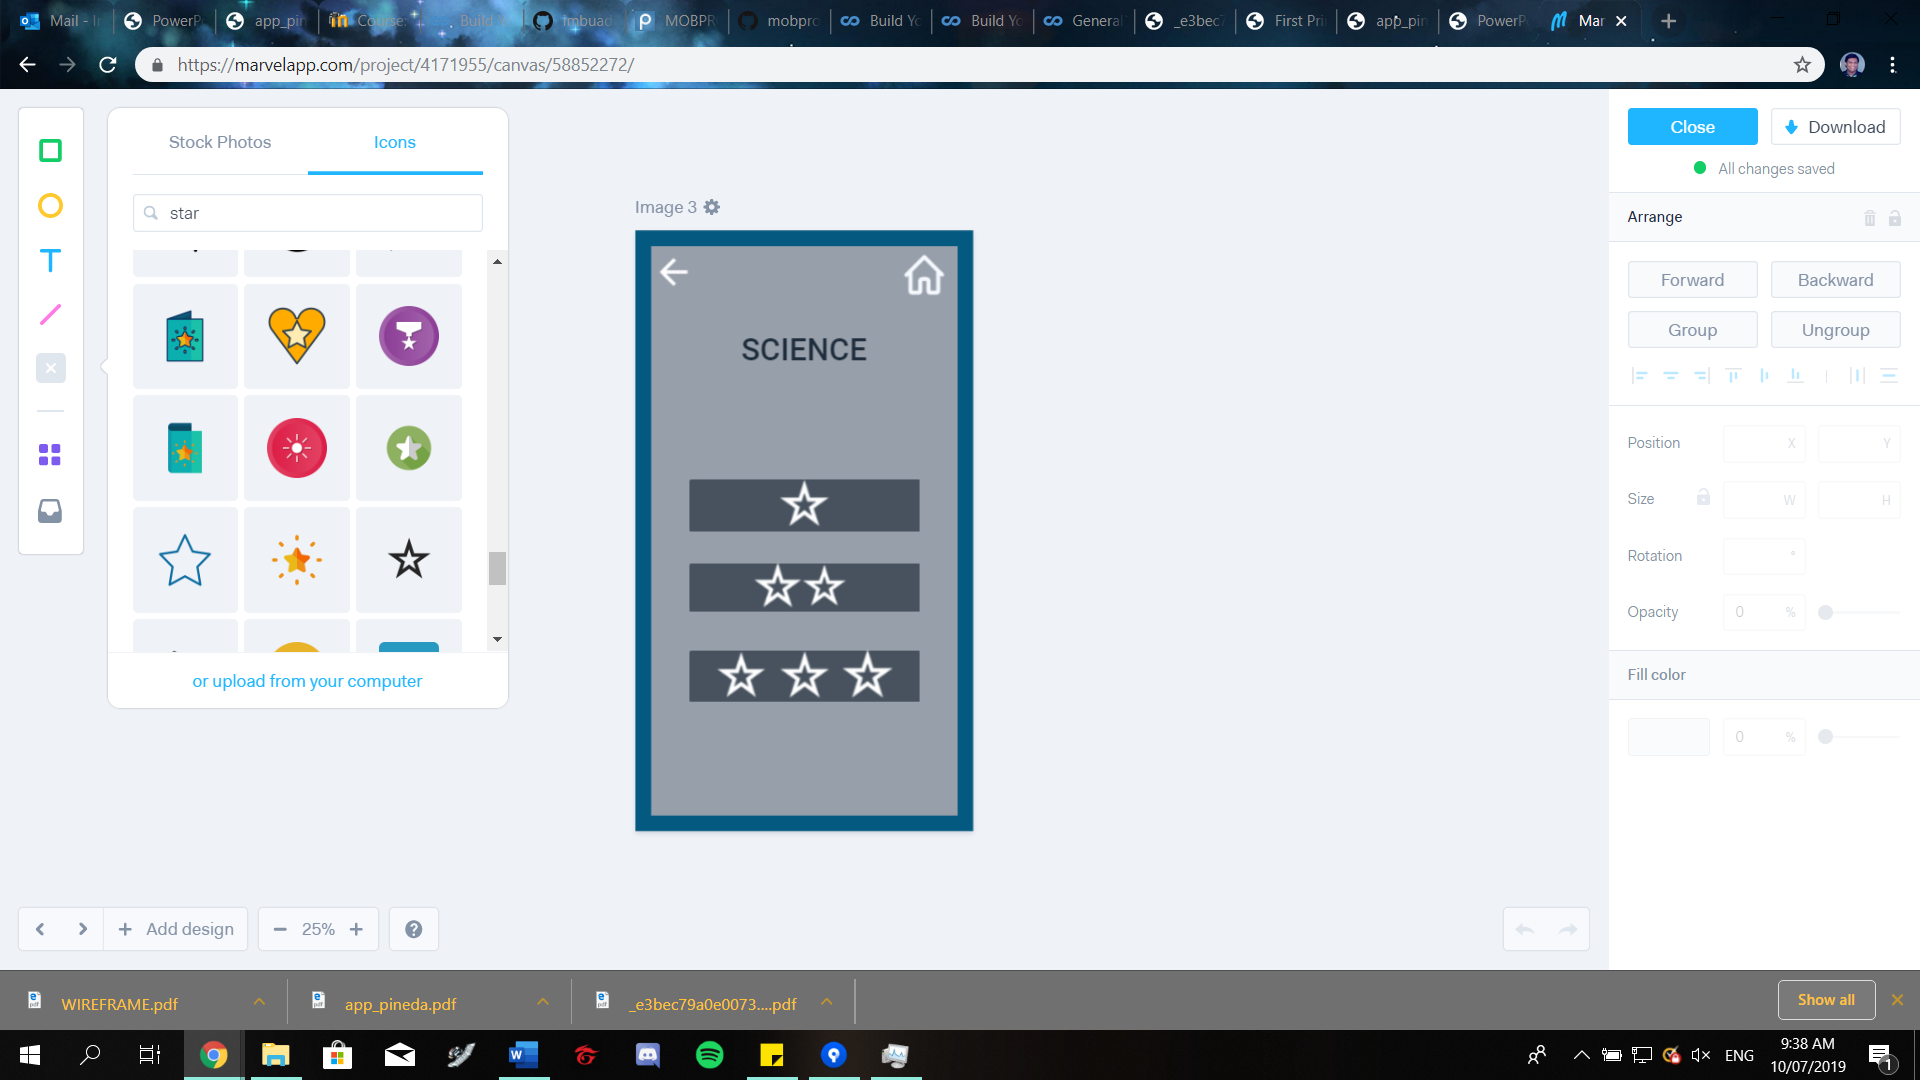 Mail - I
PowerP
app_pin
Course
Build Y
fmbuad
MOBPR
mobpro
Build Yo
Build Yo
General
_e3bec7
First Pri
app_pin
PowerP
Mar
https://marvelapp.com/project/4171955/canvas/58852272/
Stock Photos
Icons
star
or upload from your computer
Image 3
SCIENCE
Close
Download
All changes saved
Arrange
Forward
Backward
Group
Ungroup
Position
X
Y
Size
W
H
Rotation
°
Opacity
0
%
Fill color
0
%
Add design
25%
WIREFRAME.pdf
app_pineda.pdf
_e3bec79a0e0073....pdf
Show all
ENG
9:38 AM
10/07/2019
1